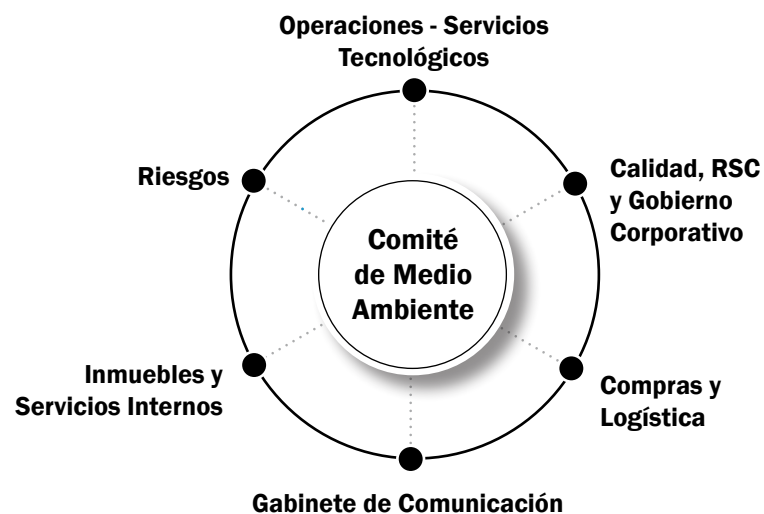 Operaciones - Servicios
Tecnológicos
Calidad, RSC
y Gobierno
Corporativo
Riesgos
Comité
de Medio
Ambiente
Inmuebles y
Servicios Internos
Compras y
Logística
Gabinete de Comunicación